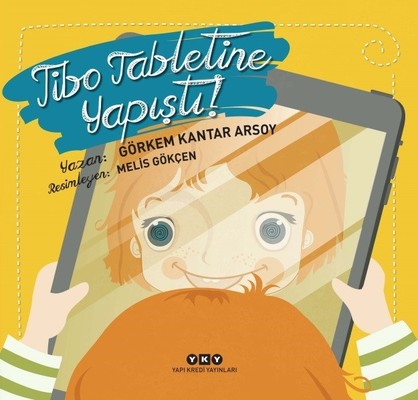 Tibo Tabletine
Yapıştı!
Yazan: GÖRKEM KANTAR ARSOY
Resimleyen: MELİS GÖKÇEN
YKY
YAPI KREDİ YAYINLARI